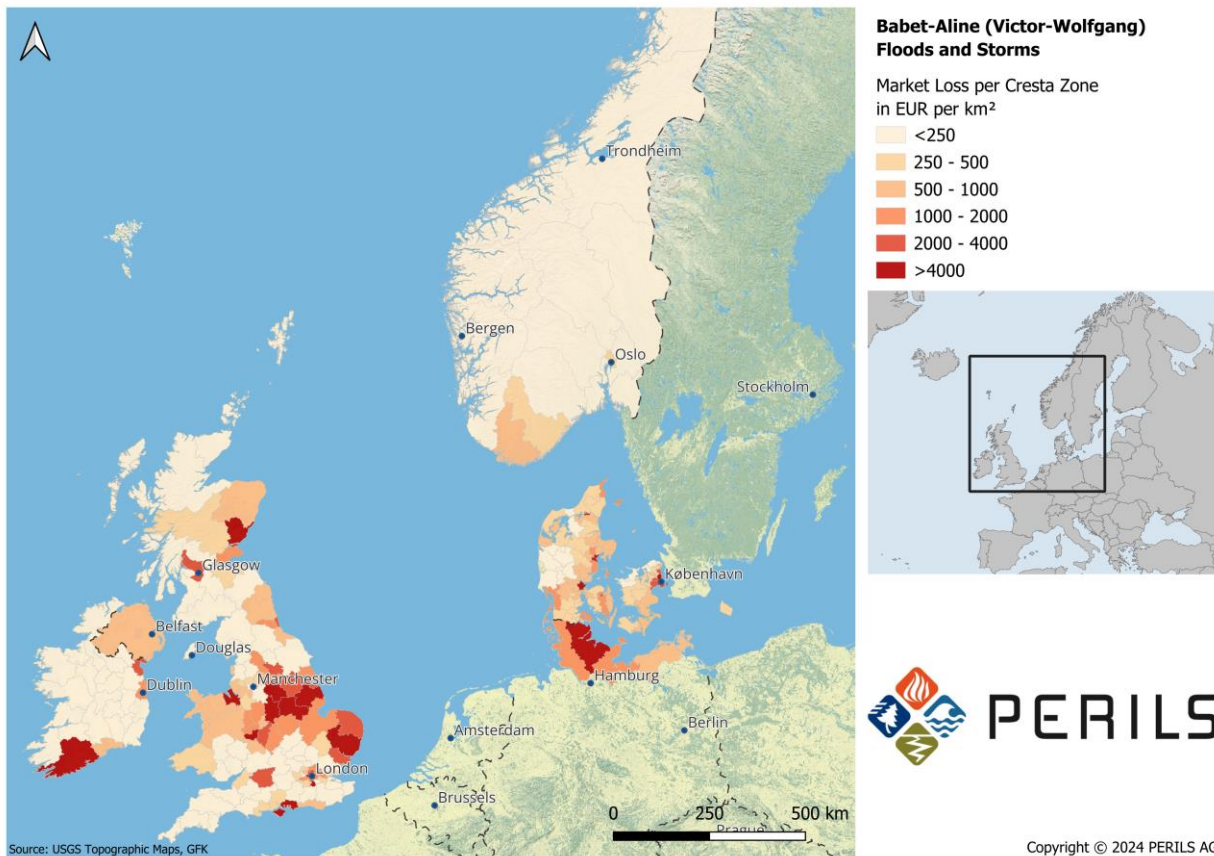 Babet-Aline (Victor-Wolfgang)
Floods and Storms
Market Loss per Cresta Zone
in EUR per km²
<250
250 - 500
500 - 1000
1000 - 2000
2000 - 4000
>4000
Trondheim
Bergen
Oslo
Stockholm
Glasgow
København
Belfast
Douglas
Manchester
Hamburg
Dublin
Amsterdam
Berlin
London
Brussels
Prague
0 250 500 km
PERILS
Source: USGS Topographic Maps, GFK
Copyright © 2024 PERILS AG